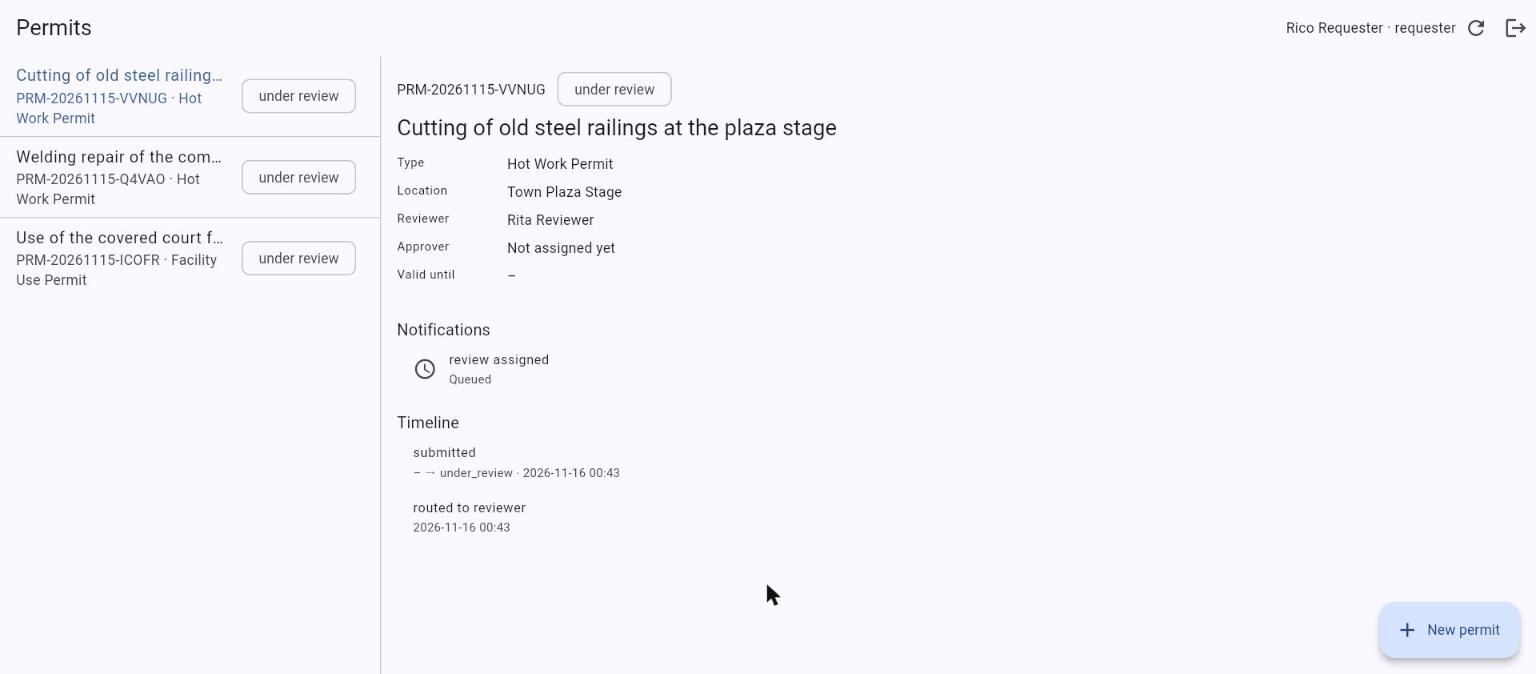 Permits
Rico Requester · requester
Cutting of old steel railing…
PRM-20261115-VVNUG · Hot
Work Permit
under review
Welding repair of the com…
PRM-20261115-Q4VAO · Hot
Work Permit
under review
Use of the covered court f…
PRM-20261115-ICOFR · Facility
Use Permit
under review
PRM-20261115-VVNUG
under review
Cutting of old steel railings at the plaza stage
Type Hot Work Permit
Location Town Plaza Stage
Reviewer Rita Reviewer
Approver Not assigned yet
Valid until –
Notifications
review assigned
Queued
Timeline
submitted
– → under_review · 2026-11-16 00:43
routed to reviewer
2026-11-16 00:43
New permit